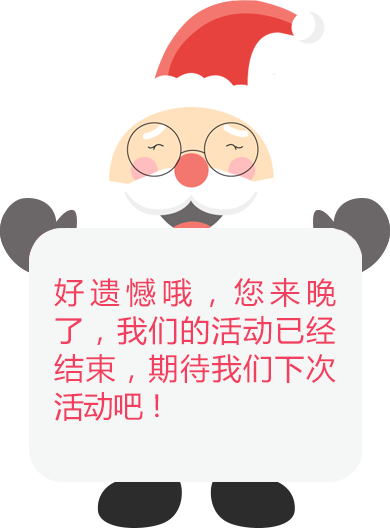 好遗憾哦，您来晚
了，我们的活动已经
结束，期待我们下次
活动吧！